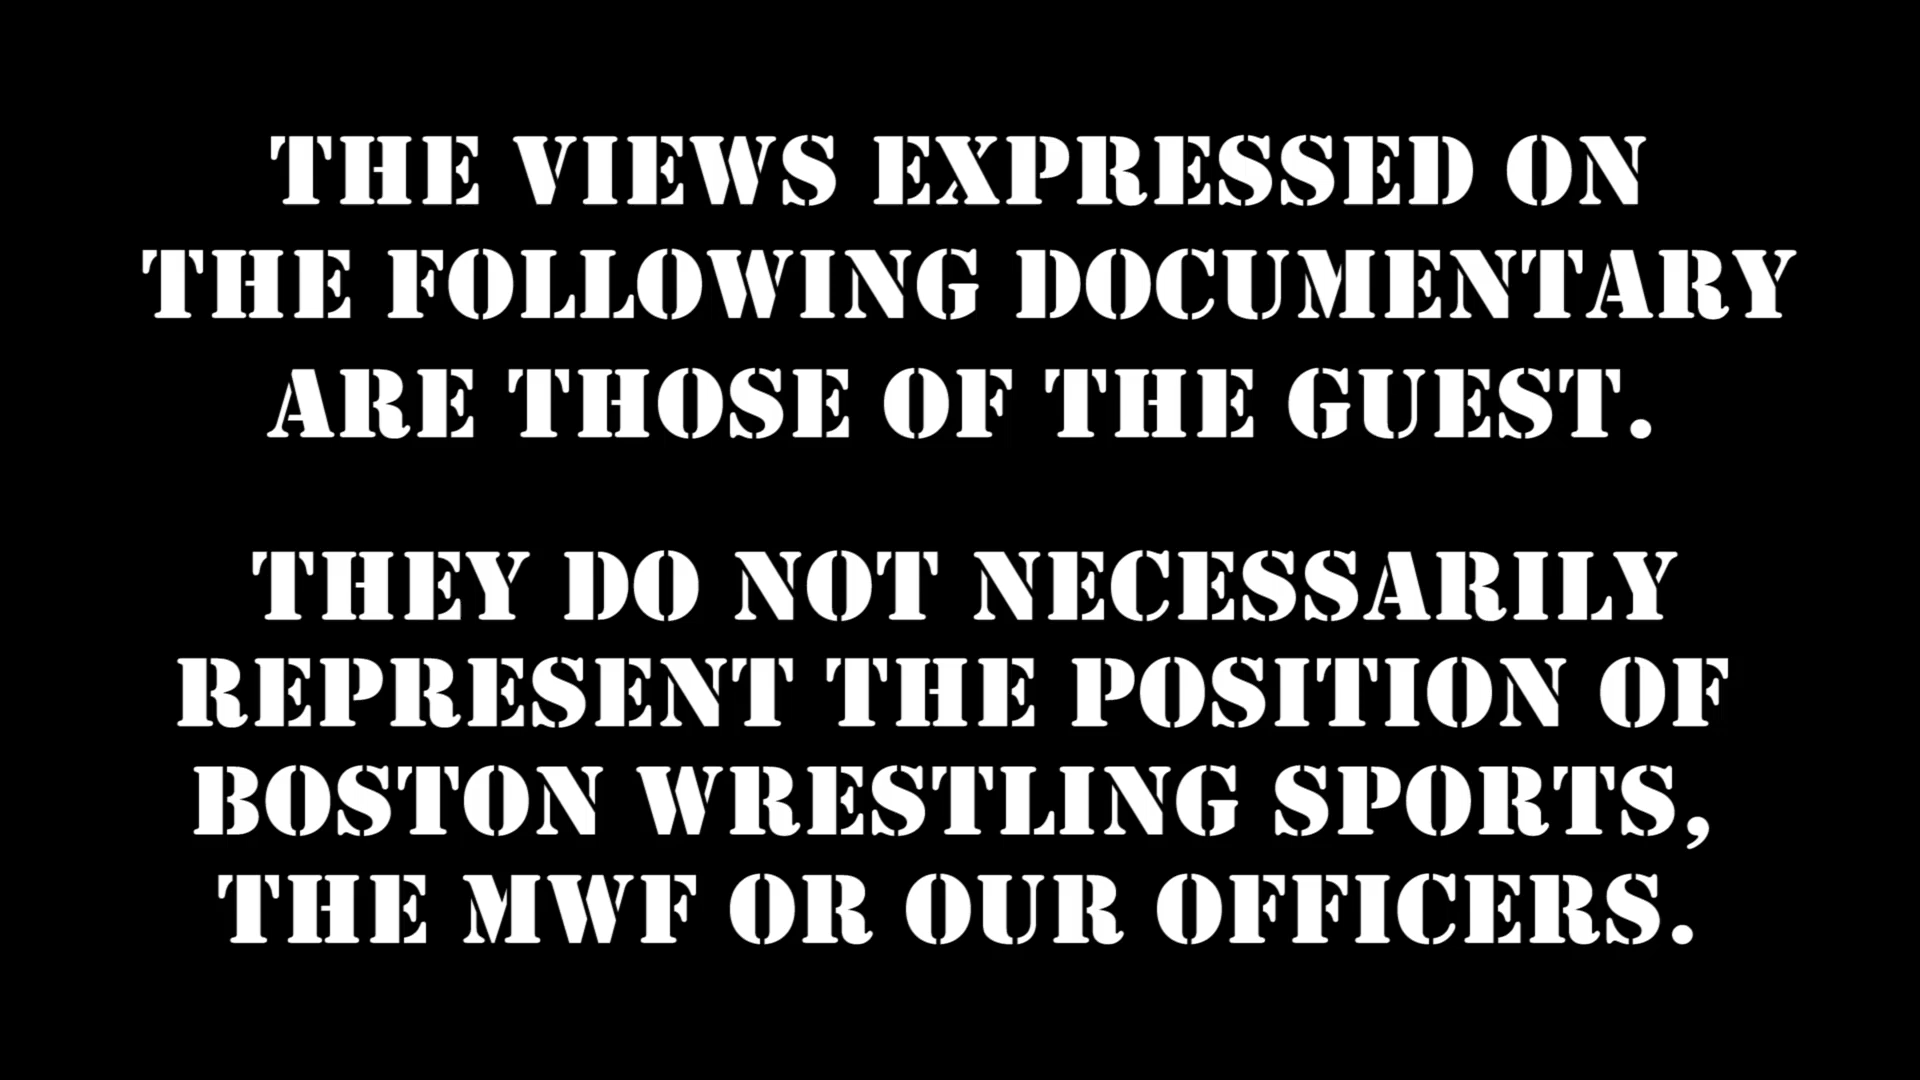 THE VIEWS EXPRESSED ON
THE FOLLOWING DOCUMENTARY
ARE THOSE OF THE GUEST.
THEY DO NOT NECESSARILY
REPRESENT THE POSITION OF
BOSTON WRESTLING SPORTS,
THE MWF OR OUR OFFICERS.